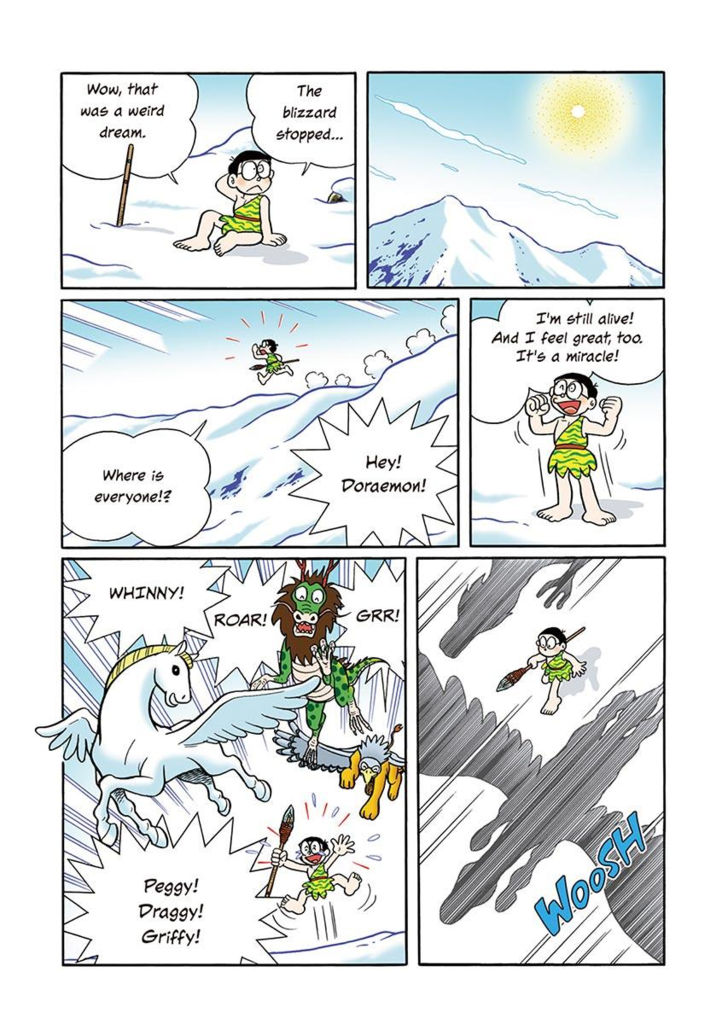 The
blizzard
stopped...
Wow, that
was a weird
dream.
I'm still alive!
And I feel great, too.
It's a miracle!
Hey!
Doraemon!
Where is
everyone!?
WOOSH
GRR!
ROAR!
WHINNY!
Peggy!
Draggy!
Griffy!